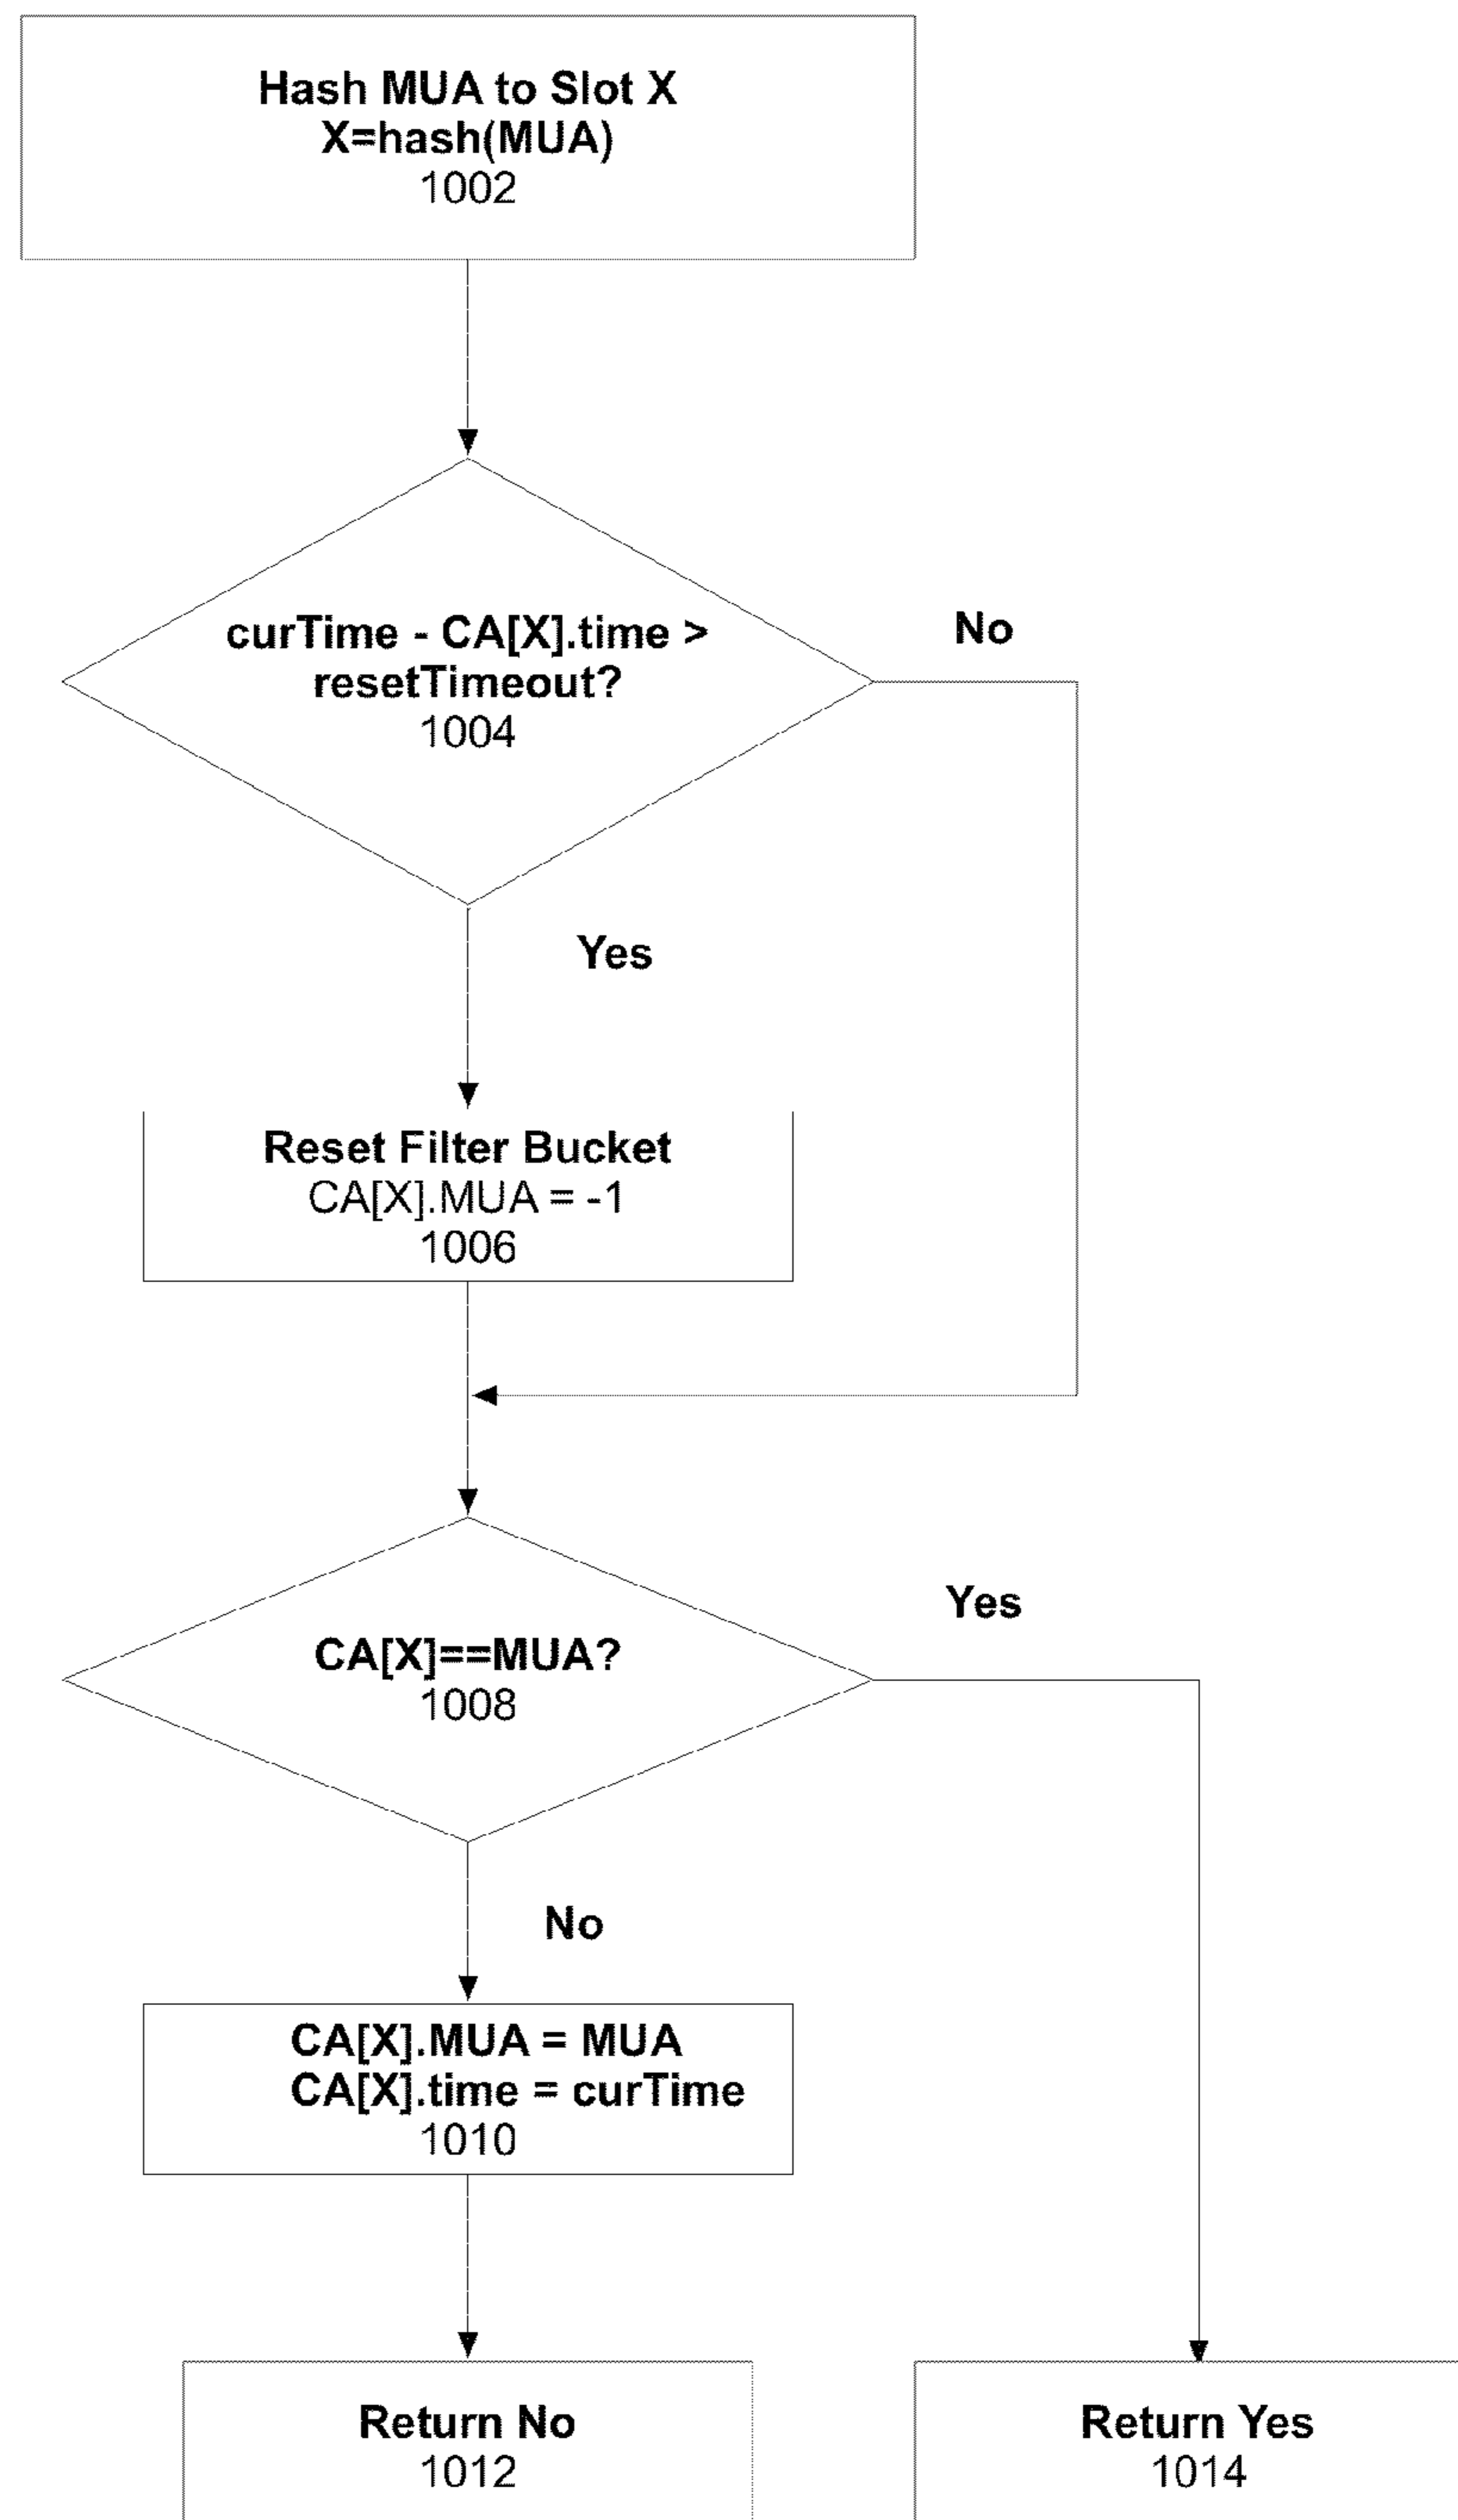 Hash MUA to Slot X
X=hash(MUA)
1002
curTime - CA[X].time >
resetTimeout?
1004
No
Yes
Reset Filter Bucket
CA[X].MUA = -1
1006
CA[X]==MUA?
1008
Yes
No
CA[X].MUA = MUA
CA[X].time = curTime
1010
Return No
1012
Return Yes
1014